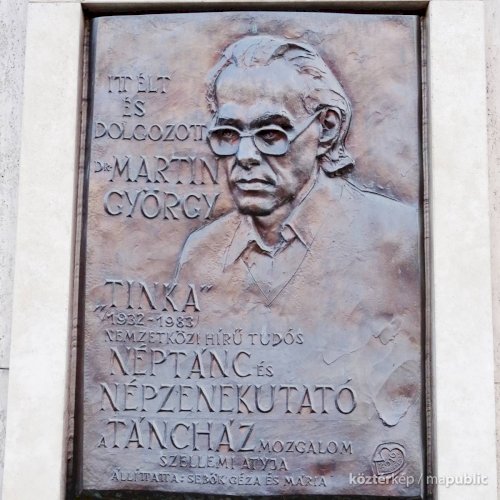 ITT ÉLT
ÉS
DOLGOZOTT
DR. MARTIN
GYÖRGY
„TINKA”
1932-1983
NEMZETKÖZI HÍRŰ TUDÓS
NÉPTÁNC ÉS
NÉPZENEKUTATÓ
A TÁNCHÁZ MOZGALOM
SZELLEMI ATYJA
ÁLLÍTTATTA: SEBŐK GÉZA ÉS MÁRIA
köztérkép / mapublic